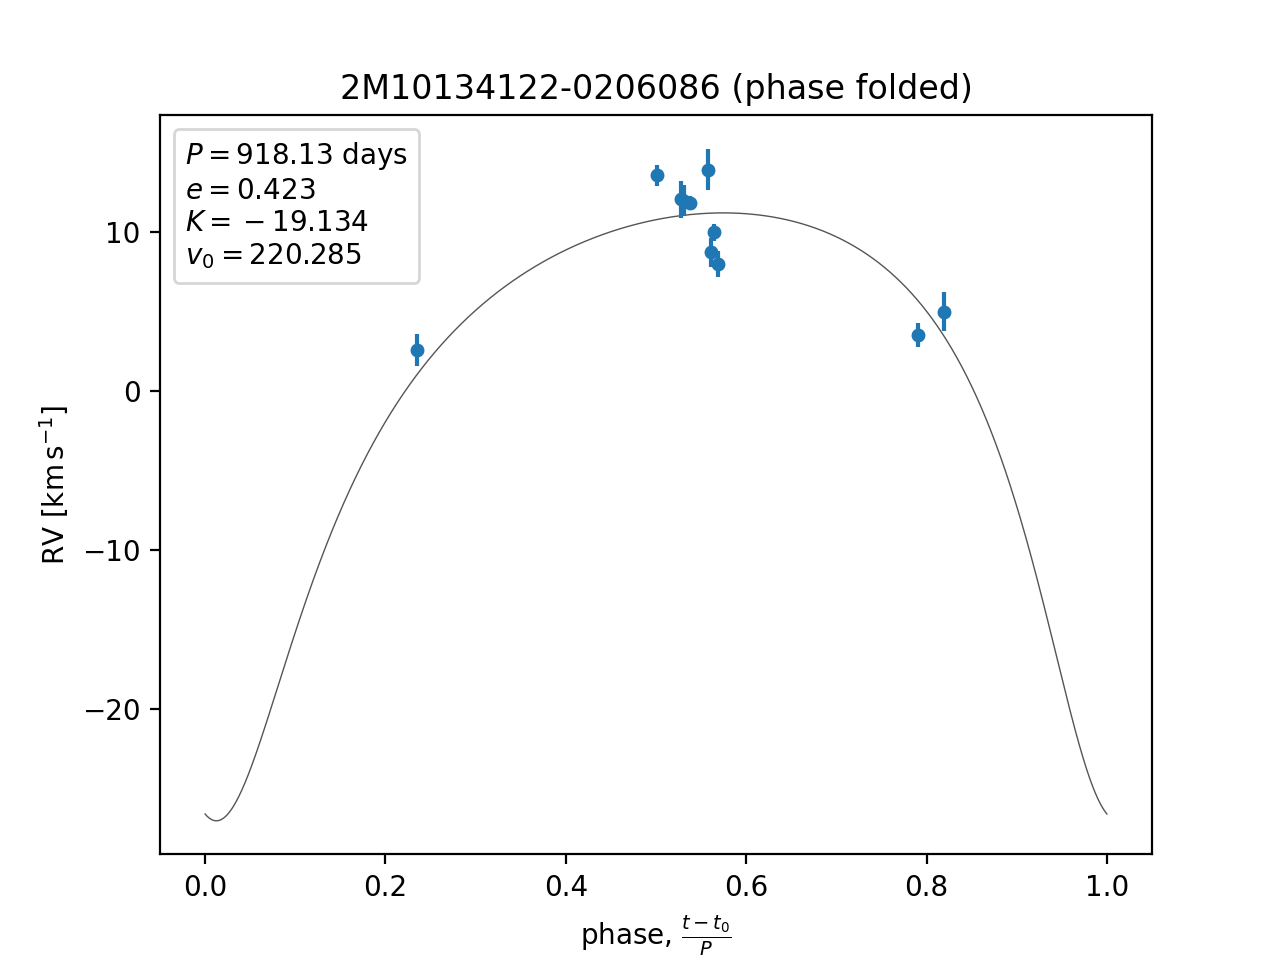 2M10134122-0206086 (phase folded)
P = 918.13 days
e = 0.423
K = −19.134
v₀ = 220.285
10
0
−10
−20
RV [km s⁻¹]
0.0 0.2 0.4 0.6 0.8 1.0
phase, (t − t₀)/P